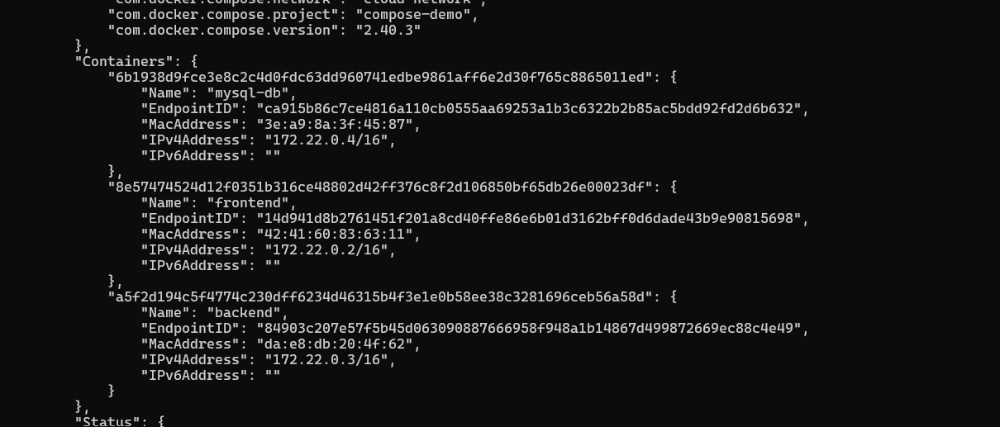 "com.docker.compose.network": "cloud-network",
"com.docker.compose.project": "compose-demo",
"com.docker.compose.version": "2.40.3"
},
"Containers": {
"6b1938d9fce3e8c2c4d0fdc63dd960741edbe9861aff6e2d30f765c8865011ed": {
"Name": "mysql-db",
"EndpointID": "ca915b86c7ce4816a110cb0555aa69253a1b3c6322b2b85ac5bdd92fd2d6b632",
"MacAddress": "3e:a9:8a:3f:45:87",
"IPv4Address": "172.22.0.4/16",
"IPv6Address": ""
},
"8e57474524d12f0351b316ce48802d42ff376c8f2d106850bf65db26e00023df": {
"Name": "frontend",
"EndpointID": "14d941d8b2761451f201a8cd40ffe86e6b01d3162bff0d6dade43b9e90815698",
"MacAddress": "42:41:60:83:63:11",
"IPv4Address": "172.22.0.2/16",
"IPv6Address": ""
},
"a5f2d194c5f4774c230dff6234d46315b4f3e1e0b58ee38c3281696ceb56a58d": {
"Name": "backend",
"EndpointID": "84903c207e57f5b45d063090887666958f948a1b14867d499872669ec88c4e49",
"MacAddress": "da:e8:db:20:4f:62",
"IPv4Address": "172.22.0.3/16",
"IPv6Address": ""
}
},
"Status": {